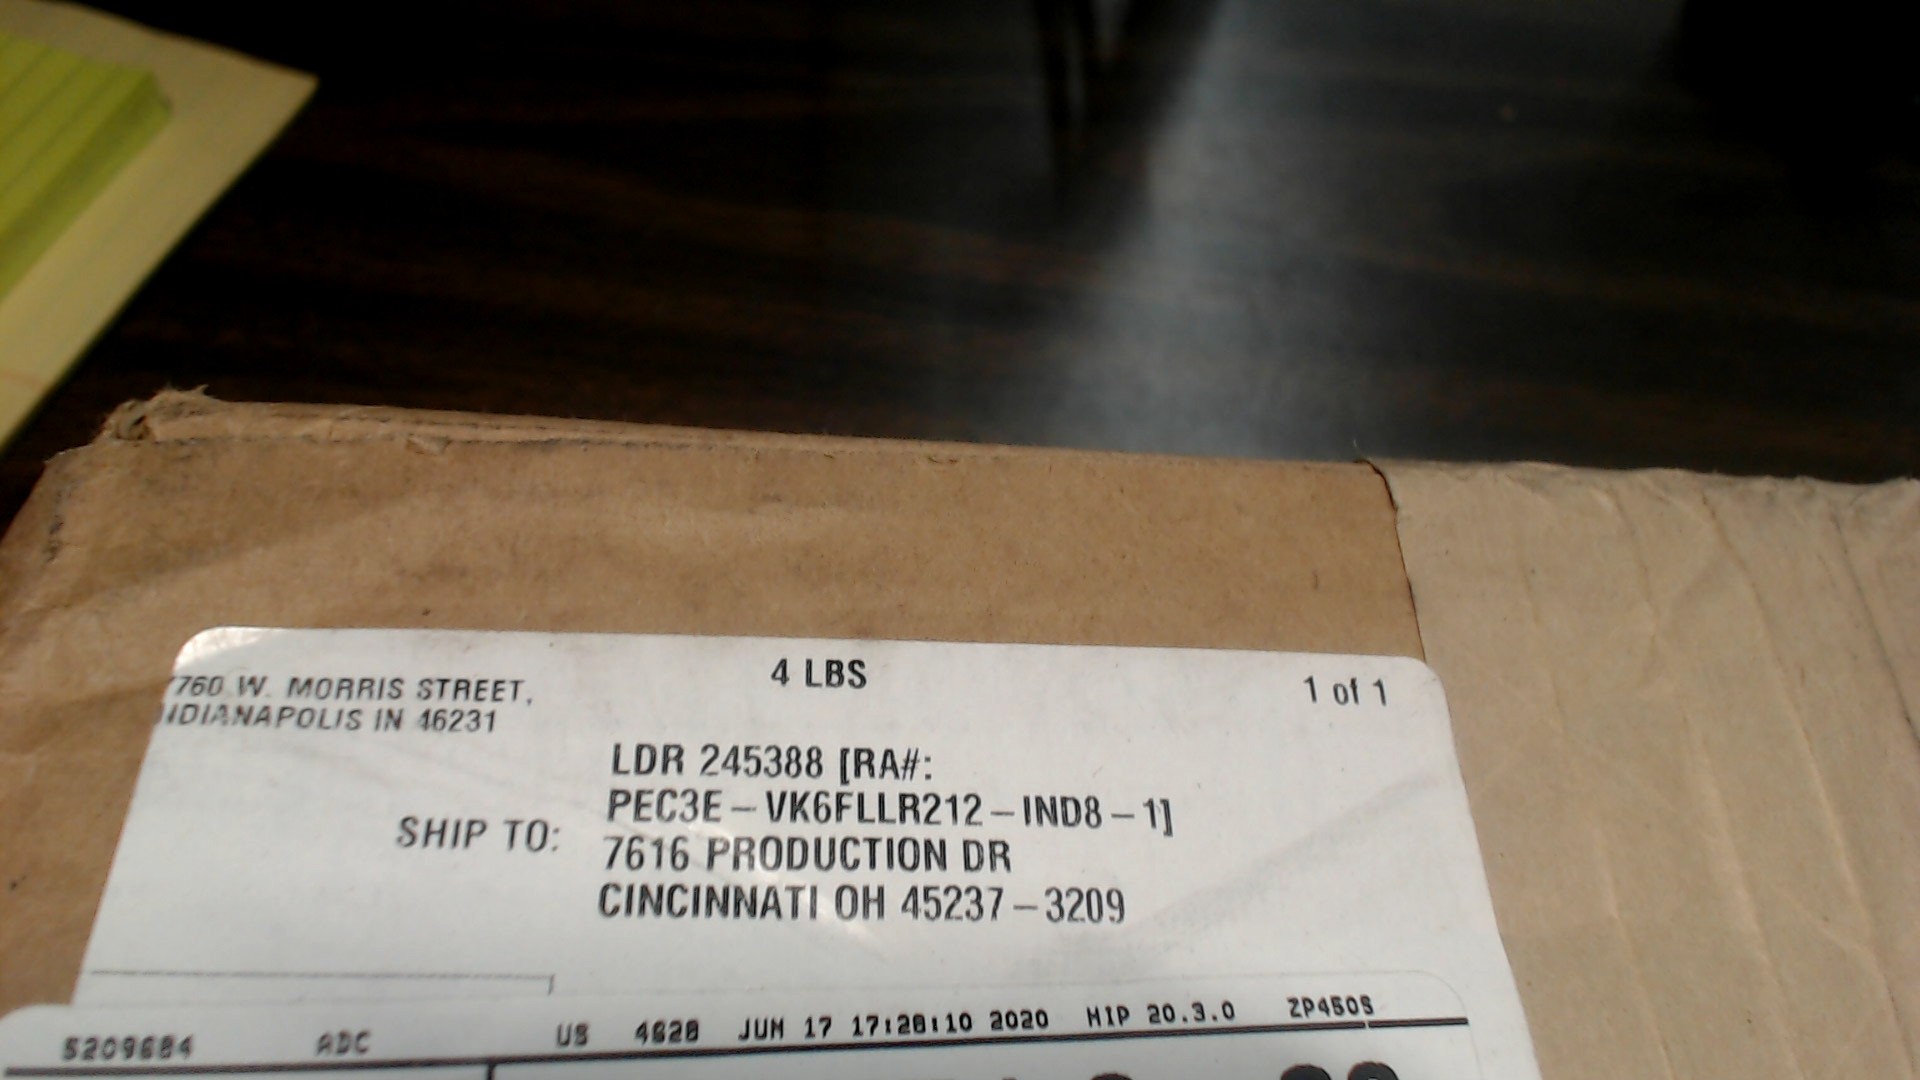 760 W. MORRIS STREET,
INDIANAPOLIS IN 46231
4 LBS
1 of 1
SHIP TO:
LDR 245388 [RA#:
PEC3E-VK6FLLR212-IND8-1]
7616 PRODUCTION DR
CINCINNATI OH 45237-3209
5209684 ADC US 4628 JUN 17 17:28:10 2020 HIP 20.3.0 ZP450S